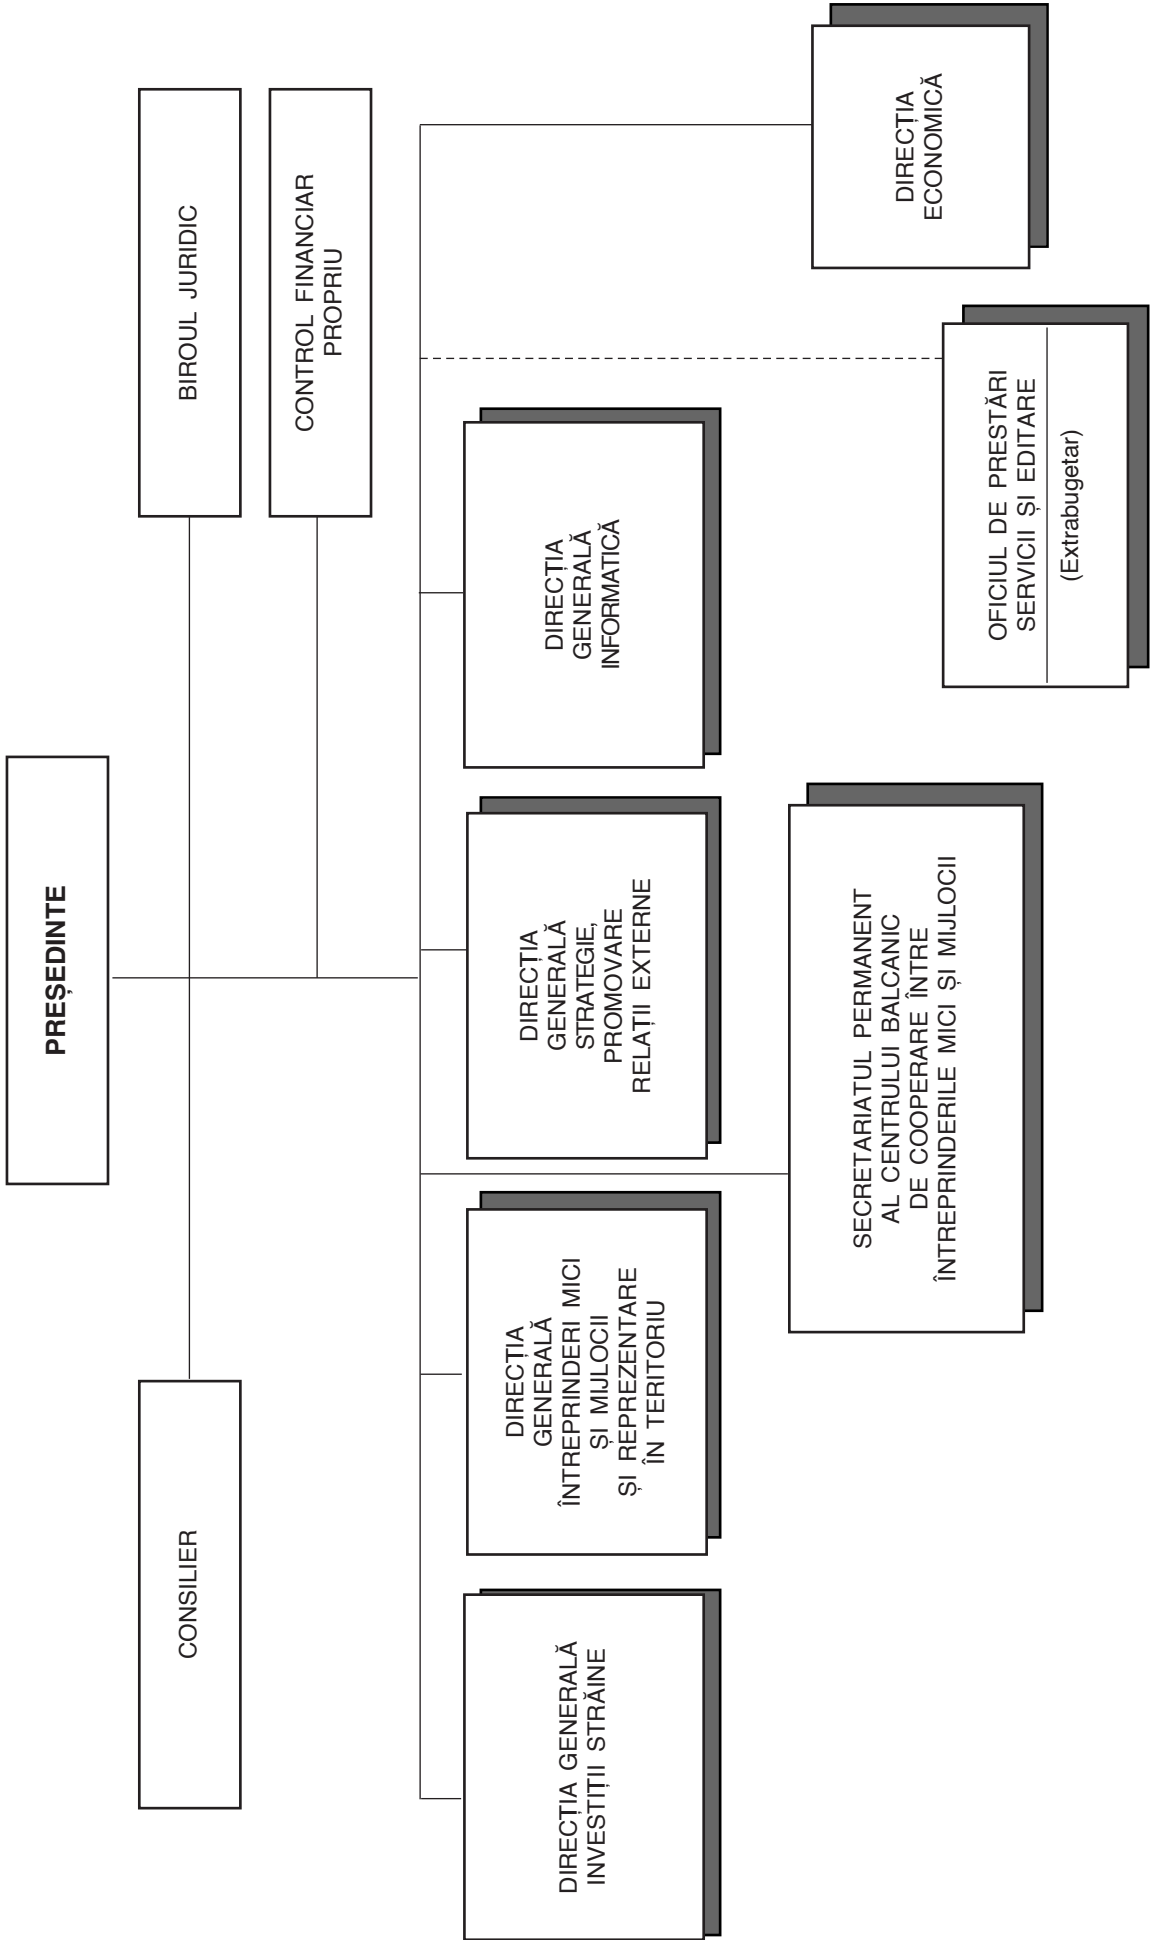 PREȘEDINTE
CONSILIER
BIROUL JURIDIC
CONTROL FINANCIAR
PROPRIU
DIRECȚIA GENERALĂ
INVESTIȚII STRĂINE
DIRECȚIA
GENERALĂ
ÎNTREPRINDERI MICI
ȘI MIJLOCII
ȘI REPREZENTARE
ÎN TERITORIU
DIRECȚIA
GENERALĂ
STRATEGIE,
PROMOVARE
RELAȚII EXTERNE
DIRECȚIA
GENERALĂ
INFORMATICĂ
SECRETARIATUL PERMANENT
AL CENTRULUI BALCANIC
DE COOPERARE ÎNTRE
ÎNTREPRINDERILE MICI ȘI MIJLOCII
OFICIUL DE PRESTĂRI
SERVICII ȘI EDITARE
(Extrabugetar)
DIRECȚIA
ECONOMICĂ